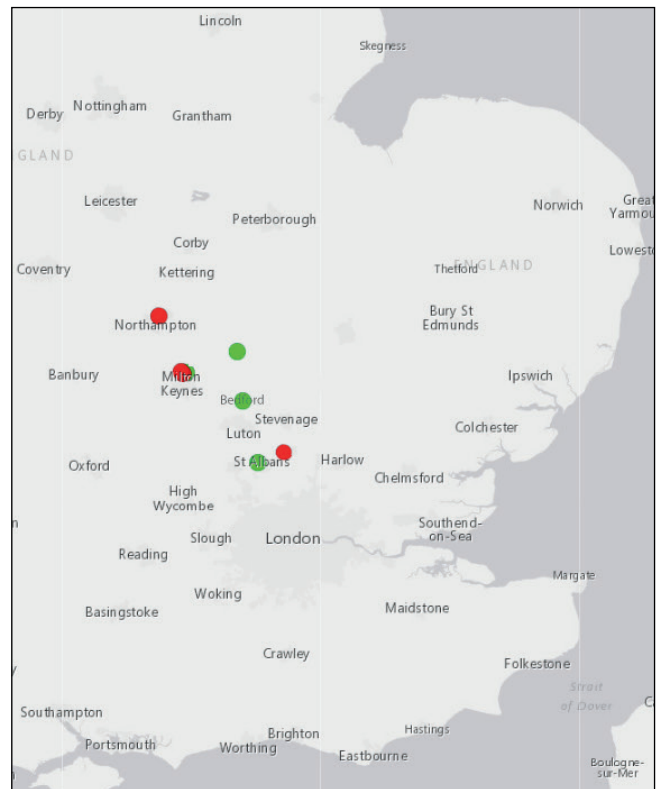 Lincoln
Skegness
Nottingham
Derby
Grantham
GLAND
Leicester
Norwich
Great
Yarmou
Peterborough
Corby
Lowesto
Coventry
Kettering
Thetford
ENGLAND
Northampton
Bury St
Edmunds
Banbury
Milton
Keynes
Ipswich
Bedford
Stevenage
Colchester
Luton
St Albans
Harlow
Oxford
Chelmsford
High
Wycombe
Southend-
on-Sea
Slough
London
Reading
Margate
Woking
Basingstoke
Maidstone
Crawley
Folkestone
Strait
of Dover
Southampton
Brighton
Hastings
Portsmouth
Worthing
Eastbourne
Boulogne-
sur-Mer